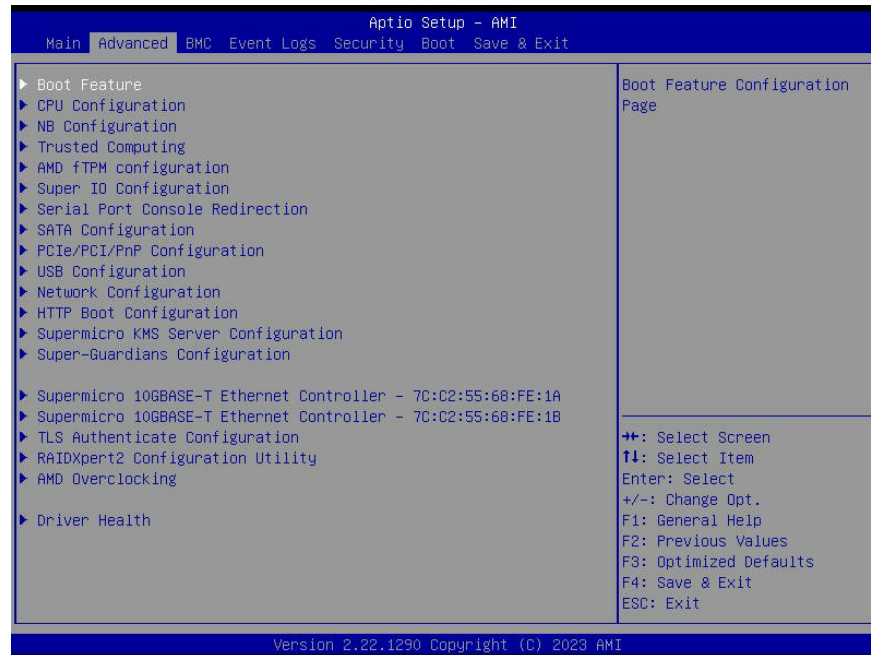 Aptio Setup – AMI
Main Advanced BMC Event Logs Security Boot Save & Exit
▶ Boot Feature
▶ CPU Configuration
▶ NB Configuration
▶ Trusted Computing
▶ AMD fTPM configuration
▶ Super IO Configuration
▶ Serial Port Console Redirection
▶ SATA Configuration
▶ PCIe/PCI/PnP Configuration
▶ USB Configuration
▶ Network Configuration
▶ HTTP Boot Configuration
▶ Supermicro KMS Server Configuration
▶ Super-Guardians Configuration
▶ Supermicro 10GBASE-T Ethernet Controller – 7C:C2:55:68:FE:1A
▶ Supermicro 10GBASE-T Ethernet Controller – 7C:C2:55:68:FE:1B
▶ TLS Authenticate Configuration
▶ RAIDXpert2 Configuration Utility
▶ AMD Overclocking
▶ Driver Health
Boot Feature Configuration
Page
→←: Select Screen
↑↓: Select Item
Enter: Select
+/-: Change Opt.
F1: General Help
F2: Previous Values
F3: Optimized Defaults
F4: Save & Exit
ESC: Exit
Version 2.22.1290 Copyright (C) 2023 AMI